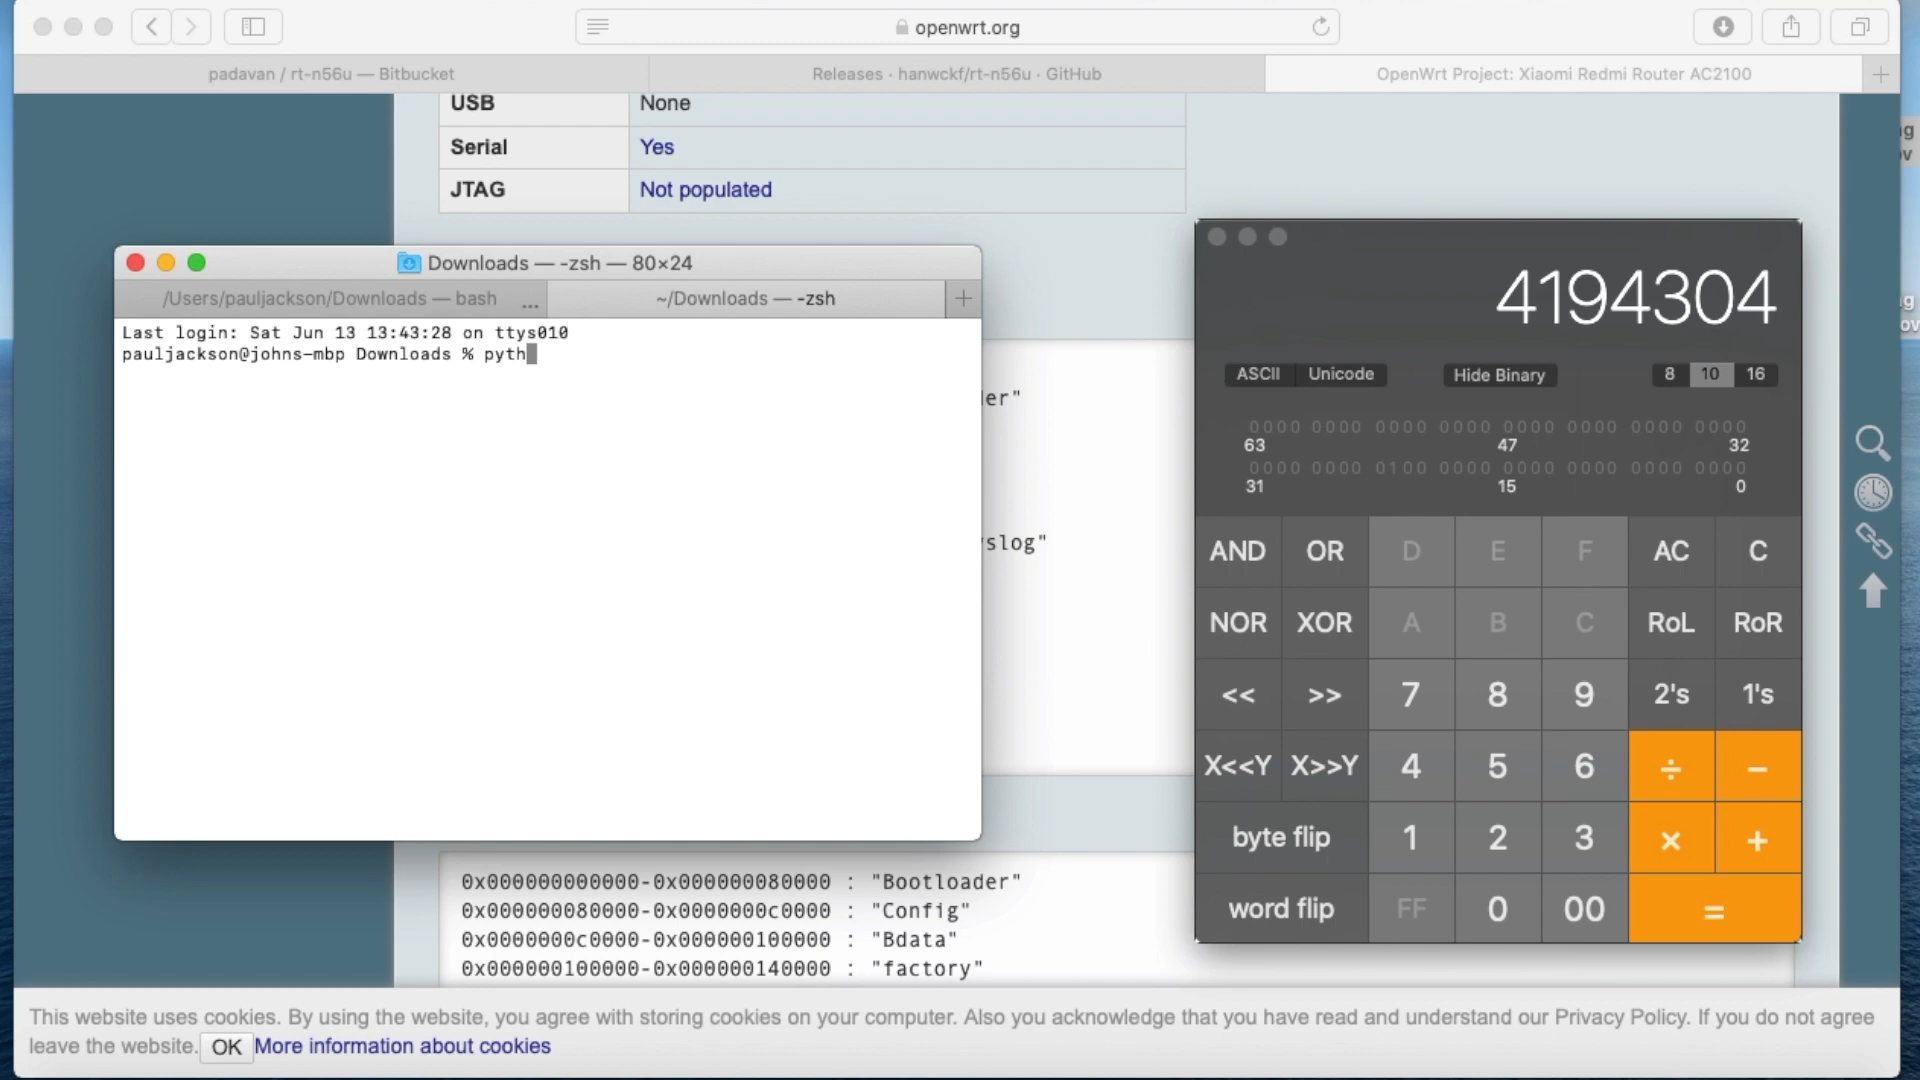 openwrt.org
padavan / rt-n56u — Bitbucket
Releases · hanwckf/rt-n56u · GitHub
OpenWrt Project: Xiaomi Redmi Router AC2100
USB None
Serial Yes
JTAG Not populated
Downloads — -zsh — 80×24
/Users/pauljackson/Downloads — bash ...
~/Downloads — -zsh
Last login: Sat Jun 13 13:43:28 on ttys010
pauljackson@johns-mbp Downloads % pyth
er"
slog"
4194304
ASCII Unicode Hide Binary 8 10 16
0000 0000 0000 0000 0000 0000 0000 0000
63 47 32
0000 0000 0100 0000 0000 0000 0000 0000
31 15 0
AND OR D E F AC C
NOR XOR A B C RoL RoR
<< >> 7 8 9 2's 1's
X<<Y X>>Y 4 5 6 ÷ −
byte flip 1 2 3 × +
word flip FF 0 00 =
0x000000000000-0x000000080000 : "Bootloader"
0x000000080000-0x0000000c0000 : "Config"
0x0000000c0000-0x000000100000 : "Bdata"
0x000000100000-0x000000140000 : "factory"
This website uses cookies. By using the website, you agree with storing cookies on your computer. Also you acknowledge that you have read and understand our Privacy Policy. If you do not agree
leave the website. OK More information about cookies